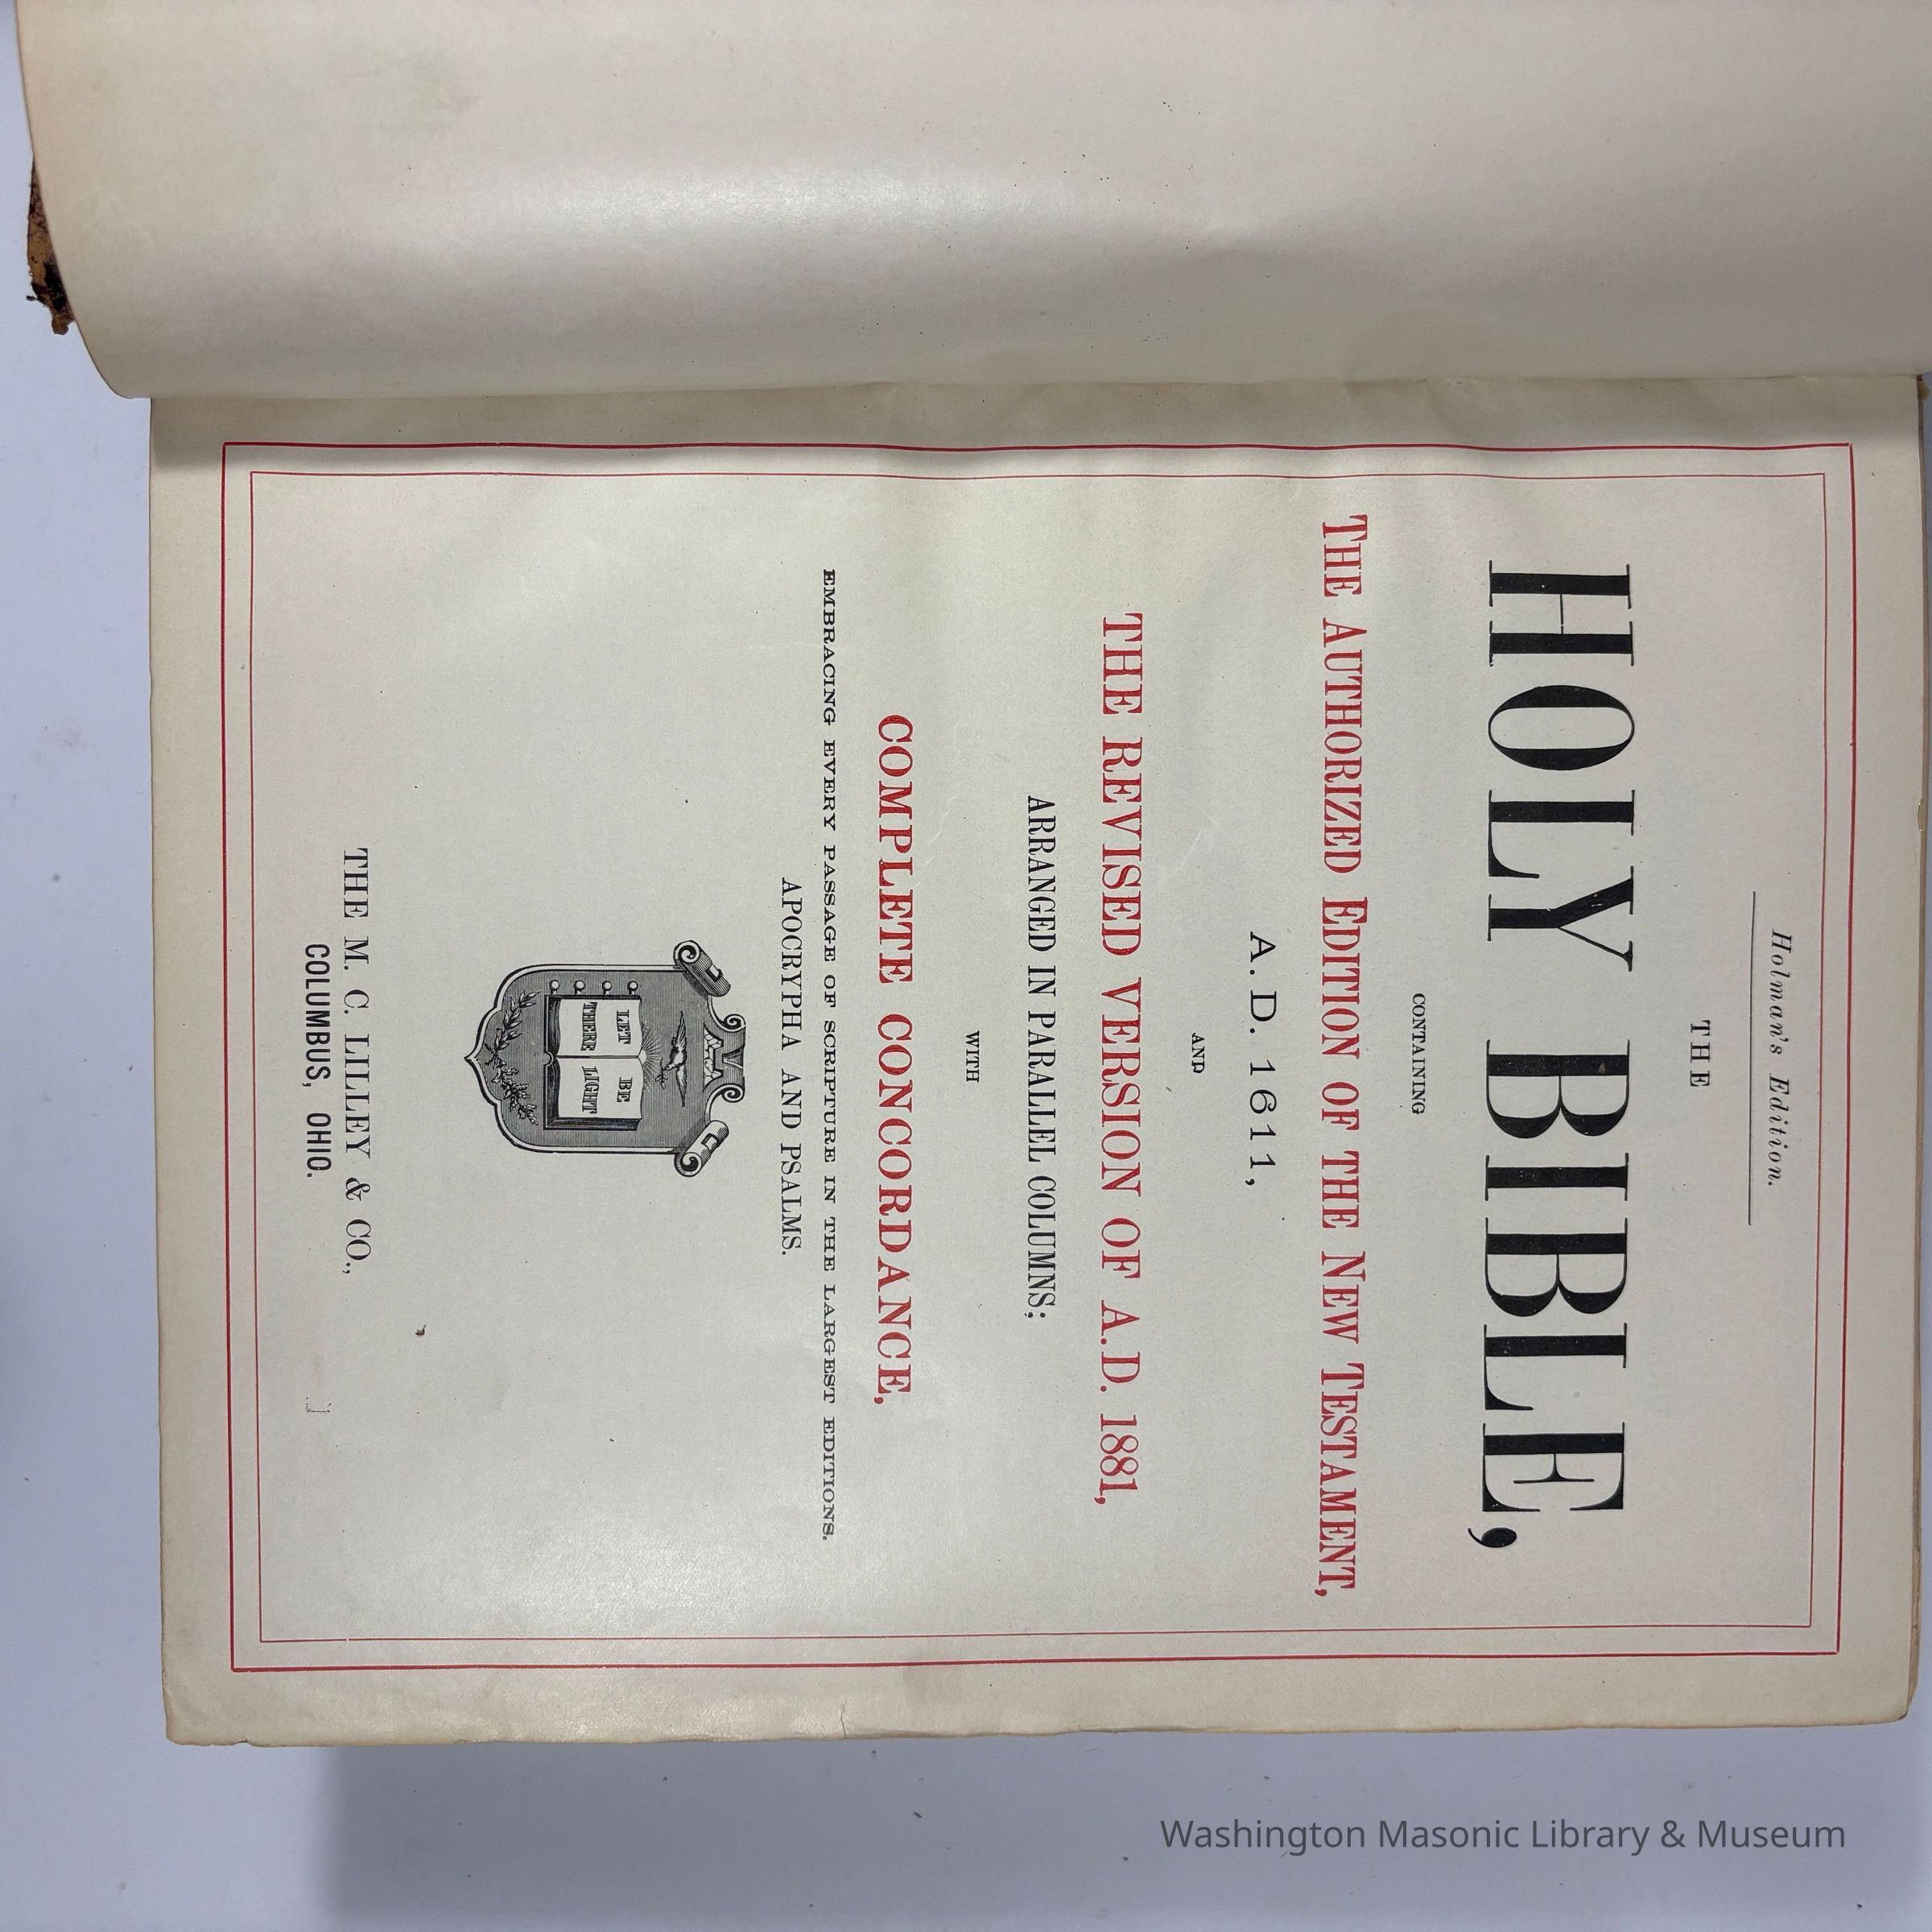 Holman's Edition.
THE
HOLY BIBLE,
CONTAINING
THE AUTHORIZED EDITION OF THE NEW TESTAMENT,
A. D. 1611,
AND
THE REVISED VERSION OF A.D. 1881,
ARRANGED IN PARALLEL COLUMNS;
WITH
COMPLETE CONCORDANCE,
EMBRACING EVERY PASSAGE OF SCRIPTURE IN THE LARGEST EDITIONS.
APOCRYPHA AND PSALMS.
LET BE
THERE LIGHT
THE M. C. LILLEY & CO.,
COLUMBUS, OHIO.
Washington Masonic Library & Museum